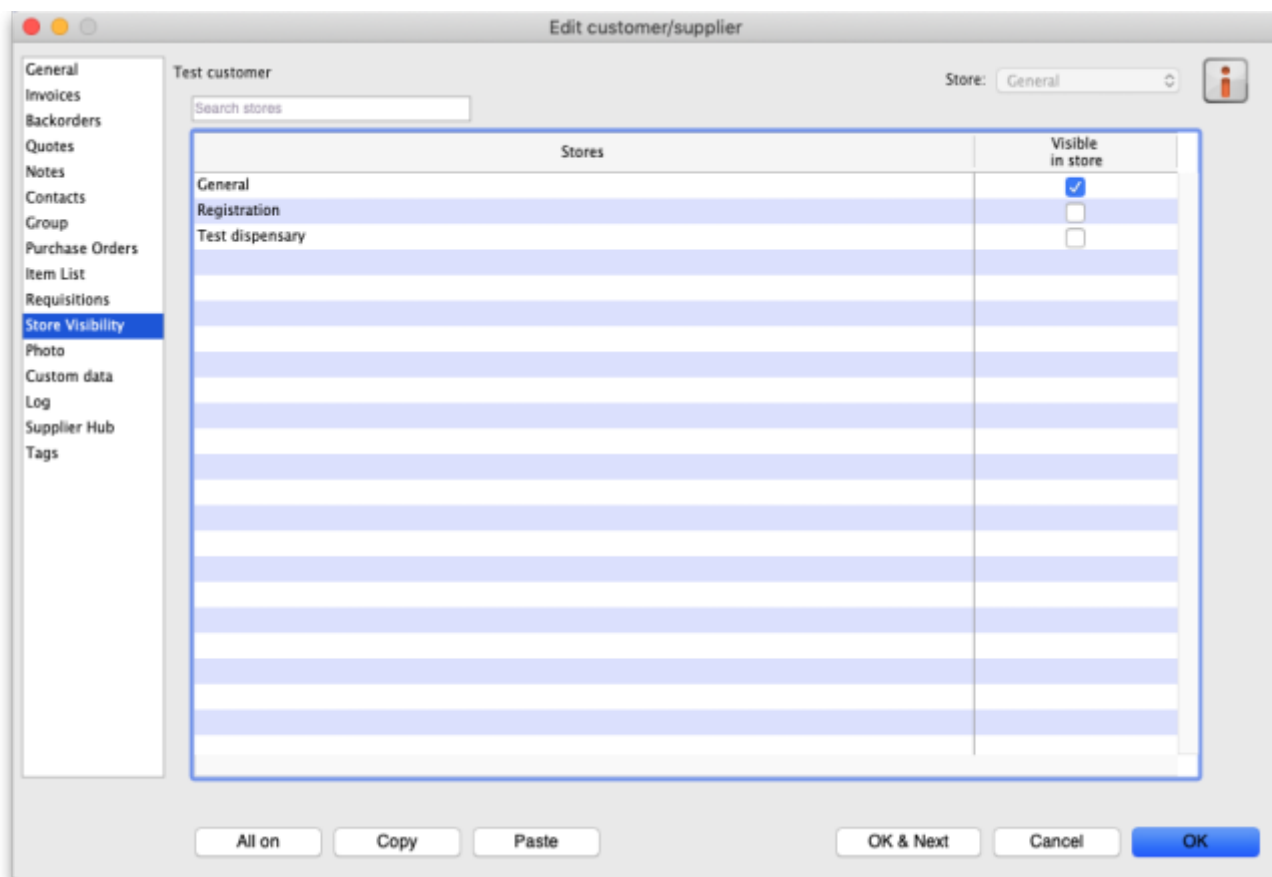 Edit customer/supplier
General
Invoices
Backorders
Quotes
Notes
Contacts
Group
Purchase Orders
Item List
Requisitions
Store Visibility
Photo
Custom data
Log
Supplier Hub
Tags
Test customer
Store: General
Search stores
Stores
Visible
in store
General
Registration
Test dispensary
All on
Copy
Paste
OK & Next
Cancel
OK